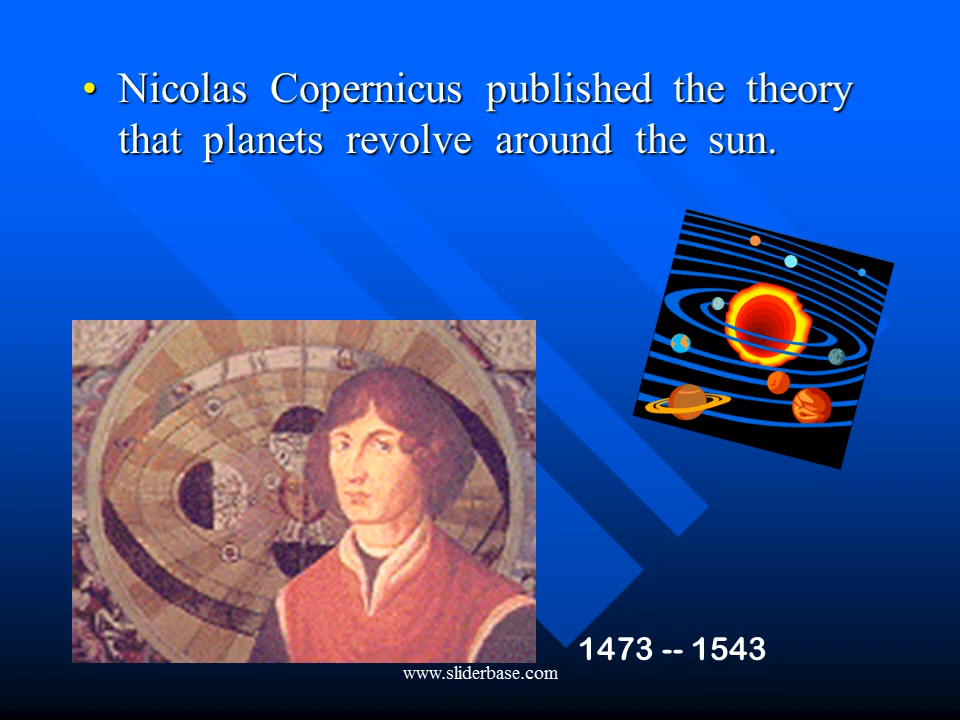 • Nicolas Copernicus published the theory
that planets revolve around the sun.
1473 -- 1543
www.sliderbase.com